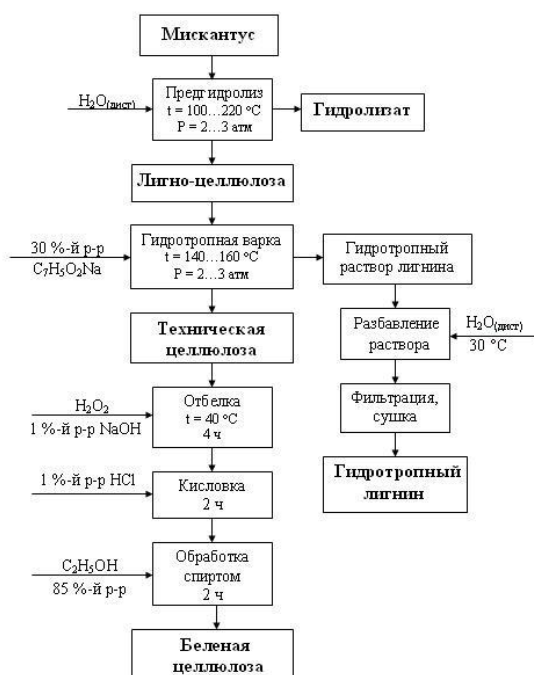 Мискантус
H₂O(дист)
Предгидролиз
t = 100...220 °C
P = 2...3 атм
Гидролизат
Лигно-целлюлоза
30 %-й р-р
C₇H₅O₂Na
Гидротропная варка
t = 140...160 °C
P = 2...3 атм
Гидротропный
раствор лигнина
Техническая
целлюлоза
Разбавление
раствора
H₂O(дист)
30 °C
H₂O₂
1 %-й р-р NaOH
Отбелка
t = 40 °C
4 ч
Фильтрация,
сушка
1 %-й р-р HCl
Кисловка
2 ч
Гидротропный
лигнин
C₂H₅OH
85 %-й р-р
Обработка
спиртом
2 ч
Беленая
целлюлоза